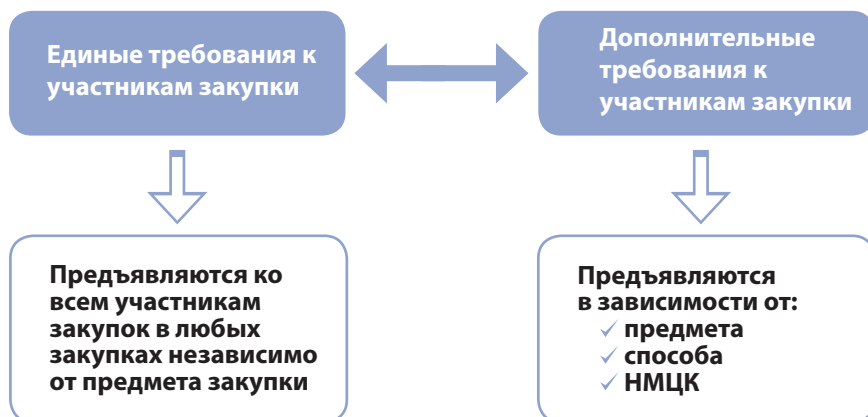 Единые требования к
участникам закупки
Дополнительные
требования к
участникам закупки
Предъявляются ко
всем участникам
закупок в любых
закупках независимо
от предмета закупки
Предъявляются
в зависимости от:
✓ предмета
✓ способа
✓ НМЦК